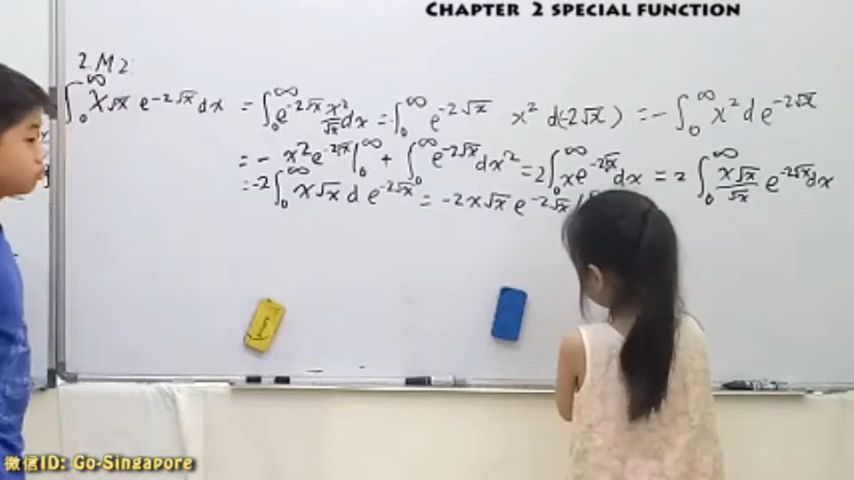 CHAPTER 2 SPECIAL FUNCTION
2.M2
∫₀^∞ x√x e^{-2√x} dx = ∫₀^∞ e^{-2√x} x²/√x dx = ∫₀^∞ e^{-2√x} x² d(-2√x) = -∫₀^∞ x² d e^{-2√x}
= - x² e^{-2√x} |₀^∞ + ∫₀^∞ e^{-2√x} dx² = 2∫₀^∞ x e^{-2√x} dx = 2 ∫₀^∞ x√x/√x e^{-2√x} dx
= -2 ∫₀^∞ x√x d e^{-2√x} = -2x√x e^{-2√x}
微信ID: Go-Singapore